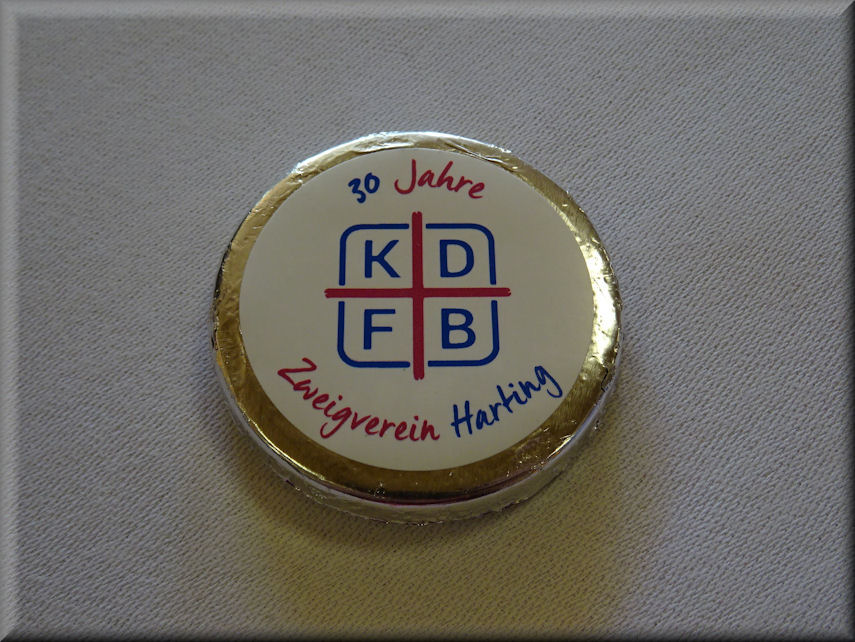 30 Jahre
K D
F B
Zweigverein Harting